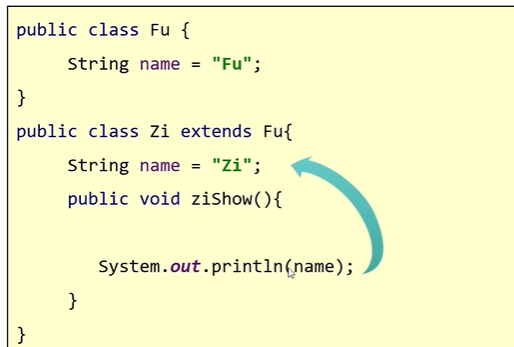 public class Fu {
String name = "Fu";
}
public class Zi extends Fu{
String name = "Zi";
public void ziShow(){
System.out.println(name);
}
}